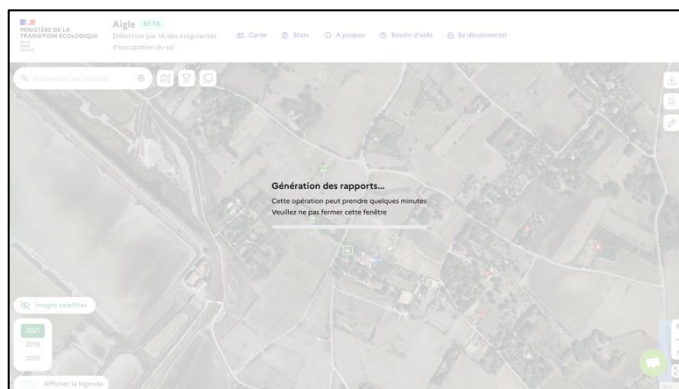 MINISTÈRE DE LA
TRANSITION ÉCOLOGIQUE
Aigle BETA
Détection par IA des irrégularités
d'occupation du sol
Carte
Stats
A propos
Besoin d'aide
Se déconnecter
Rechercher une adresse
Génération des rapports...
Cette opération peut prendre quelques minutes
Veuillez ne pas fermer cette fenêtre
Images satellites
2021
2018
2015
Afficher la légende